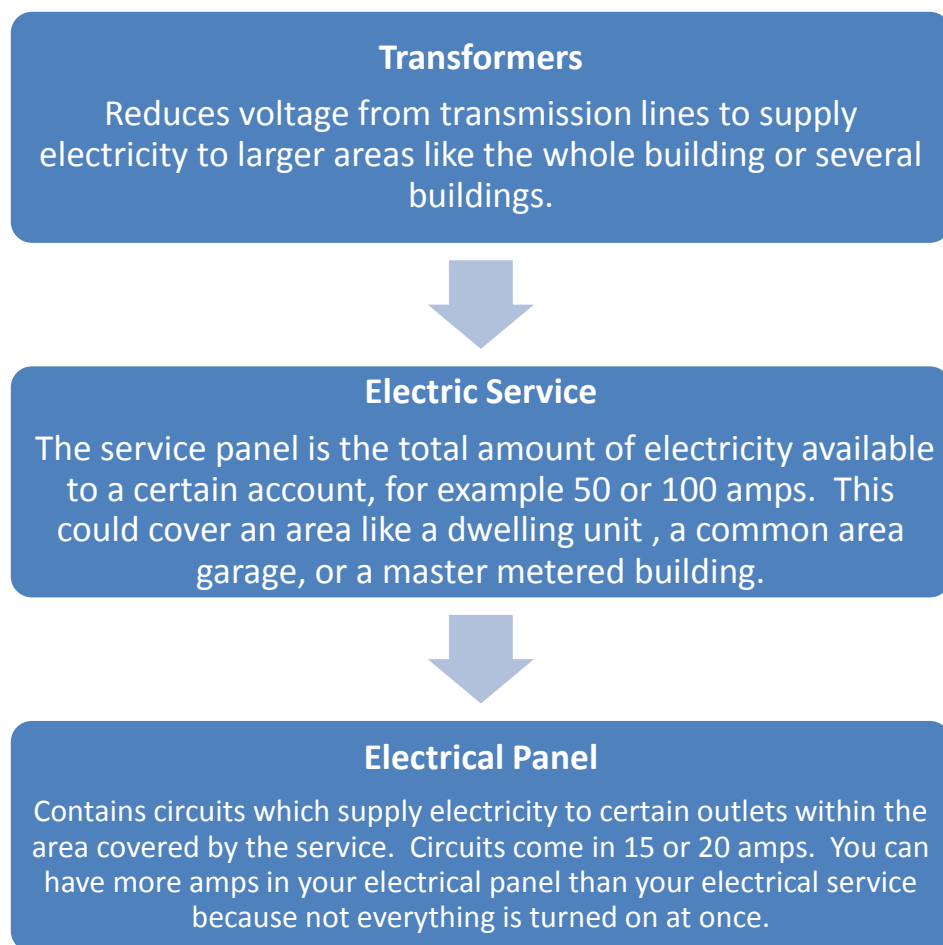 Transformers
Reduces voltage from transmission lines to supply
electricity to larger areas like the whole building or several
buildings.
Electric Service
The service panel is the total amount of electricity available
to a certain account, for example 50 or 100 amps.  This
could cover an area like a dwelling unit , a common area
garage, or a master metered building.
Electrical Panel
Contains circuits which supply electricity to certain outlets within the
area covered by the service.  Circuits come in 15 or 20 amps.  You can
have more amps in your electrical panel than your electrical service
because not everything is turned on at once.